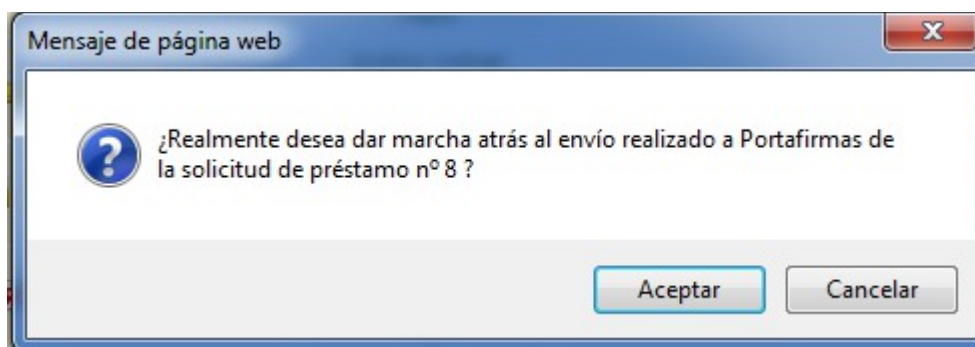 Mensaje de página web
¿Realmente desea dar marcha atrás al envío realizado a Portafirmas de
la solicitud de préstamo nº 8 ?
Aceptar
Cancelar